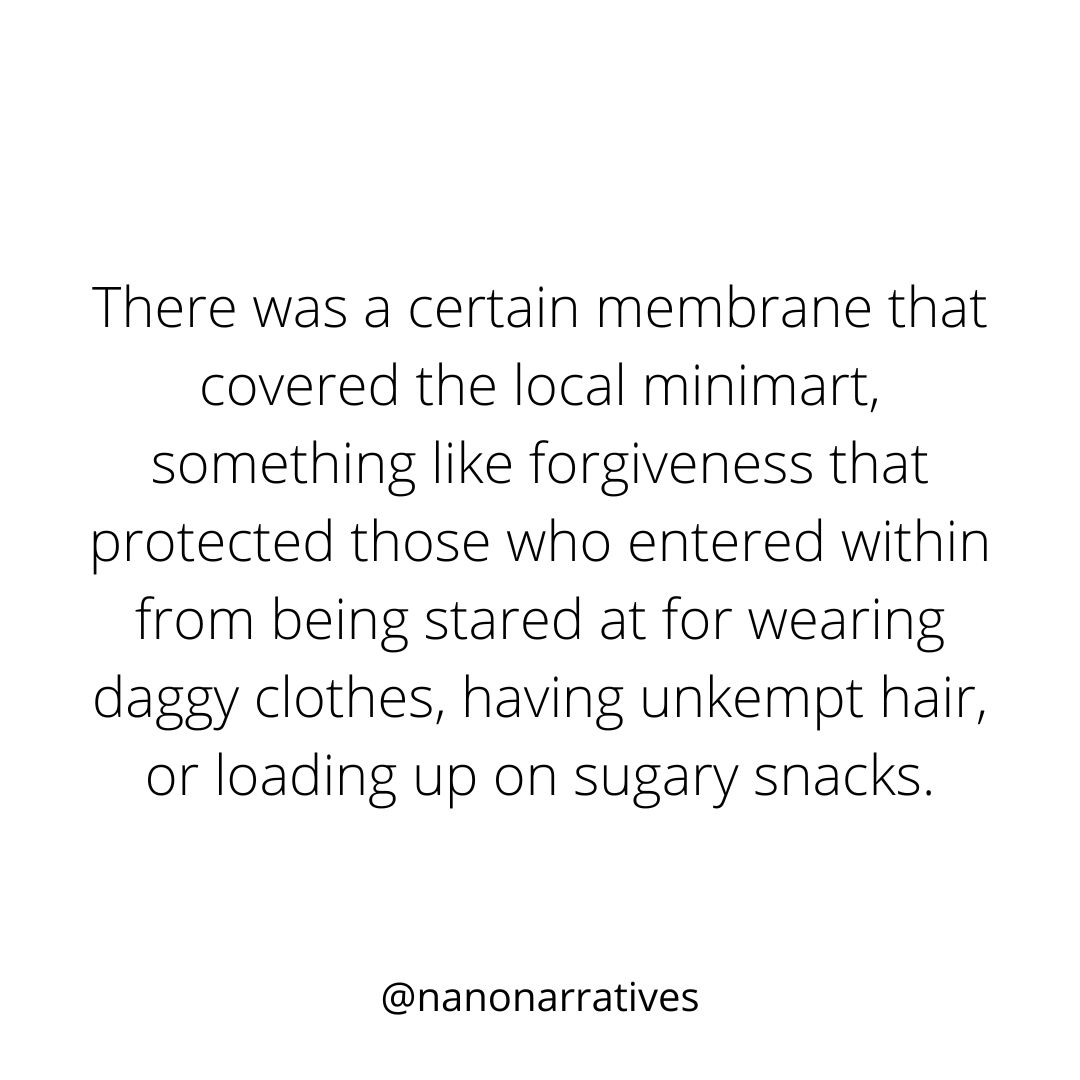 There was a certain membrane that
covered the local minimart,
something like forgiveness that
protected those who entered within
from being stared at for wearing
daggy clothes, having unkempt hair,
or loading up on sugary snacks.
@nanonarratives